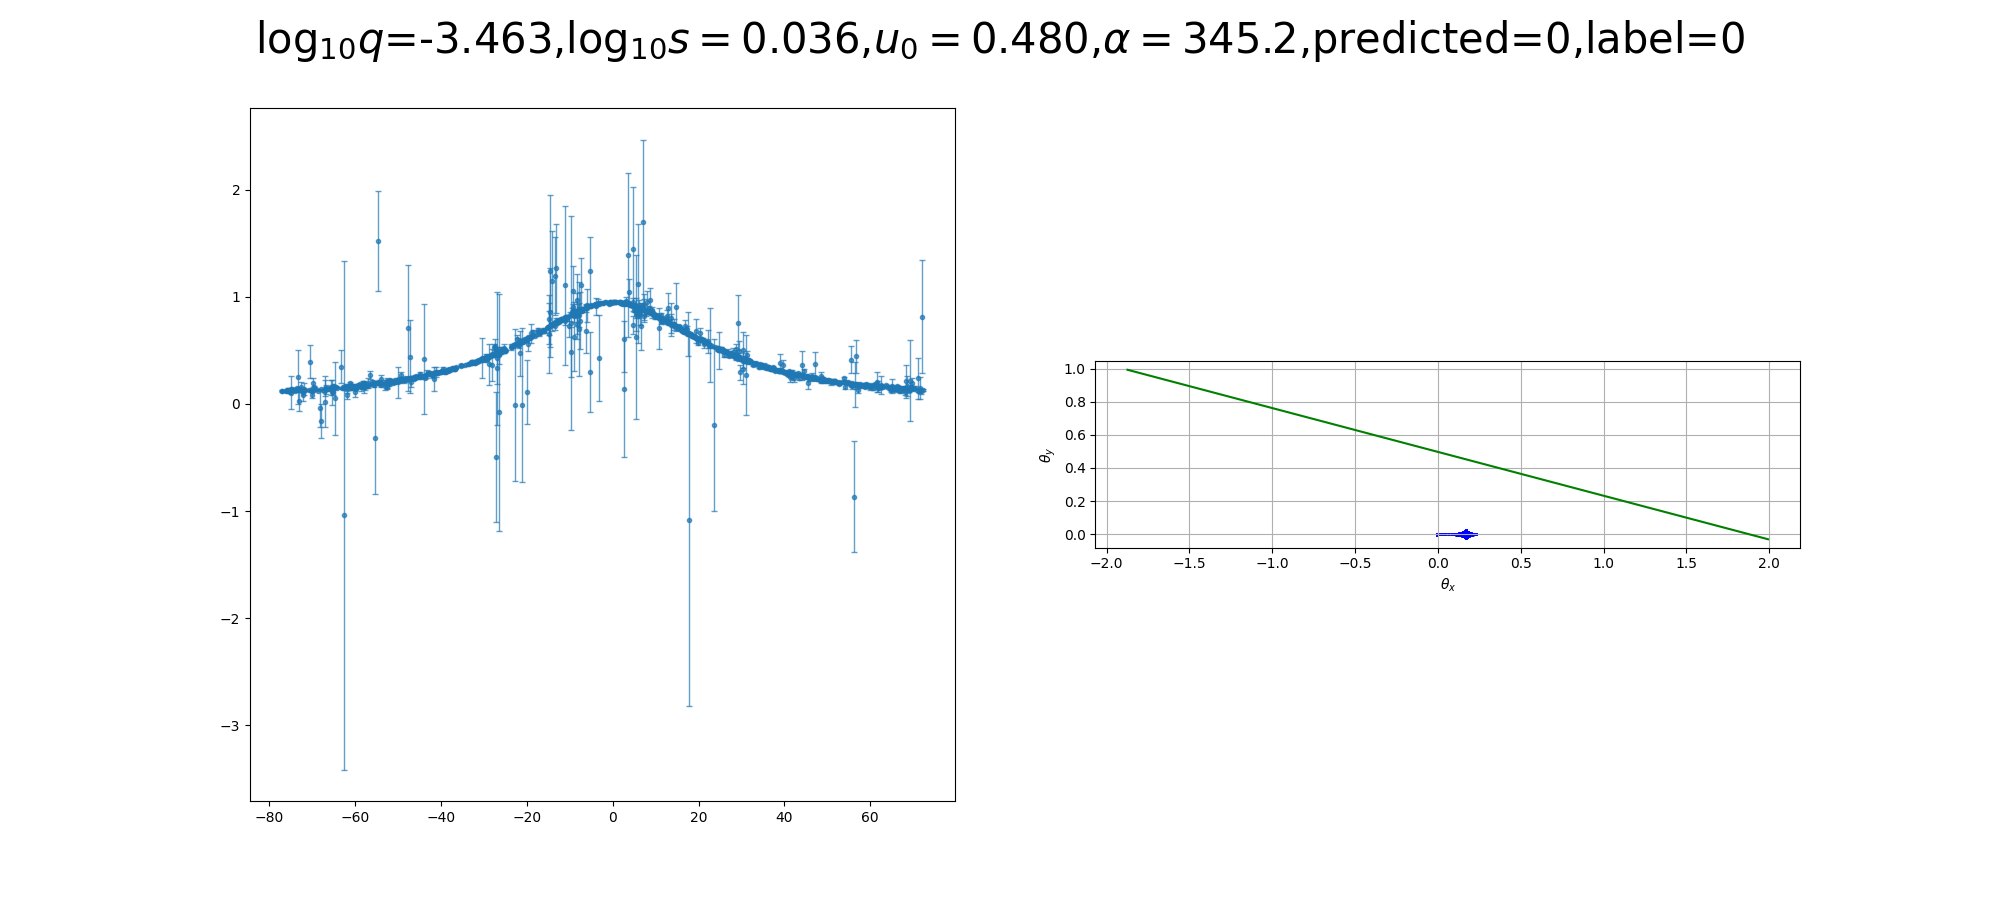 log₁₀q=-3.463,log₁₀s = 0.036,u₀ = 0.480,α = 345.2,predicted=0,label=0
2
1
0
−1
−2
−3
−80 −60 −40 −20 0 20 40 60
1.0
0.8
0.6
0.4
0.2
0.0
θy
−2.0 −1.5 −1.0 −0.5 0.0 0.5 1.0 1.5 2.0
θx